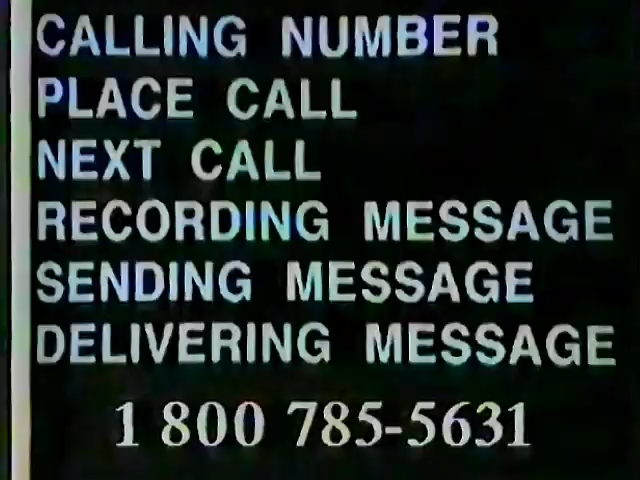 CALLING NUMBER
PLACE CALL
NEXT CALL
RECORDING MESSAGE
SENDING MESSAGE
DELIVERING MESSAGE
1 800 785-5631